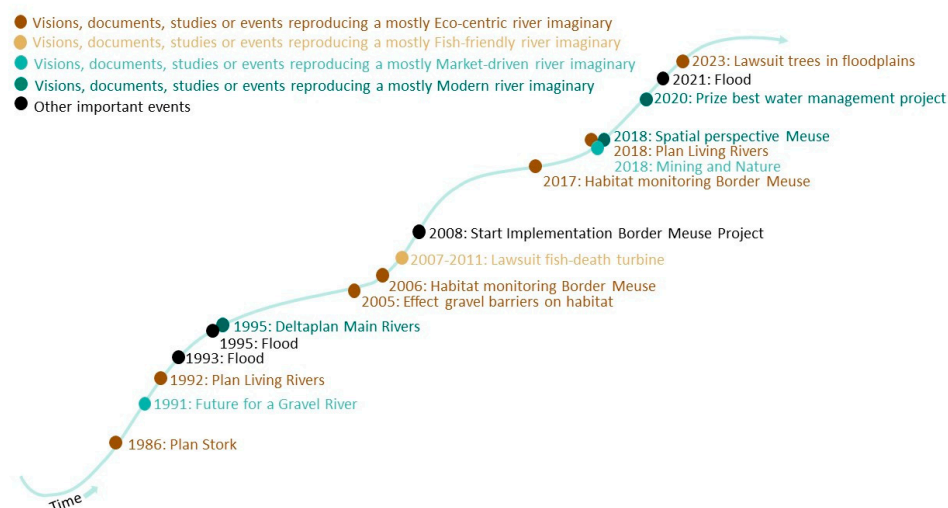 Visions, documents, studies or events reproducing a mostly Eco-centric river imaginary
Visions, documents, studies or events reproducing a mostly Fish-friendly river imaginary
Visions, documents, studies or events reproducing a mostly Market-driven river imaginary
Visions, documents, studies or events reproducing a mostly Modern river imaginary
Other important events
2023: Lawsuit trees in floodplains
2021: Flood
2020: Prize best water management project
2018: Spatial perspective Meuse
2018: Plan Living Rivers
2018: Mining and Nature
2017: Habitat monitoring Border Meuse
2008: Start Implementation Border Meuse Project
2007-2011: Lawsuit fish-death turbine
2006: Habitat monitoring Border Meuse
2005: Effect gravel barriers on habitat
1995: Deltaplan Main Rivers
1995: Flood
1993: Flood
1992: Plan Living Rivers
1991: Future for a Gravel River
1986: Plan Stork
Time